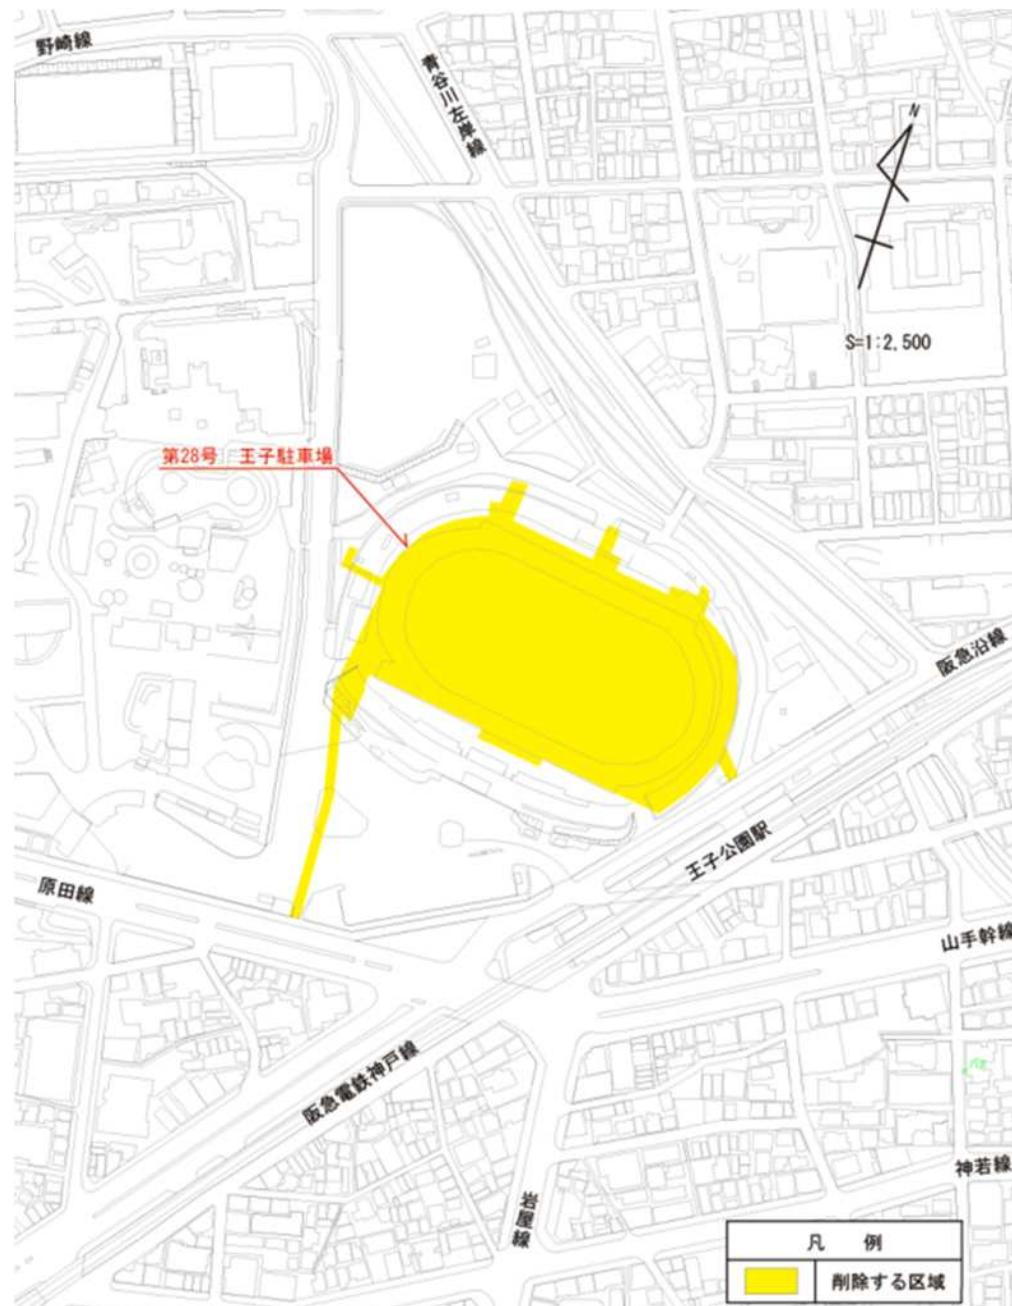 野崎線
青谷川左岸線
N
S=1:2,500
第28号 王子駐車場
阪急沿線
王子公園駅
原田線
山手幹線
阪急電鉄神戸線
神若線
岩屋線
凡 例
削除する区域